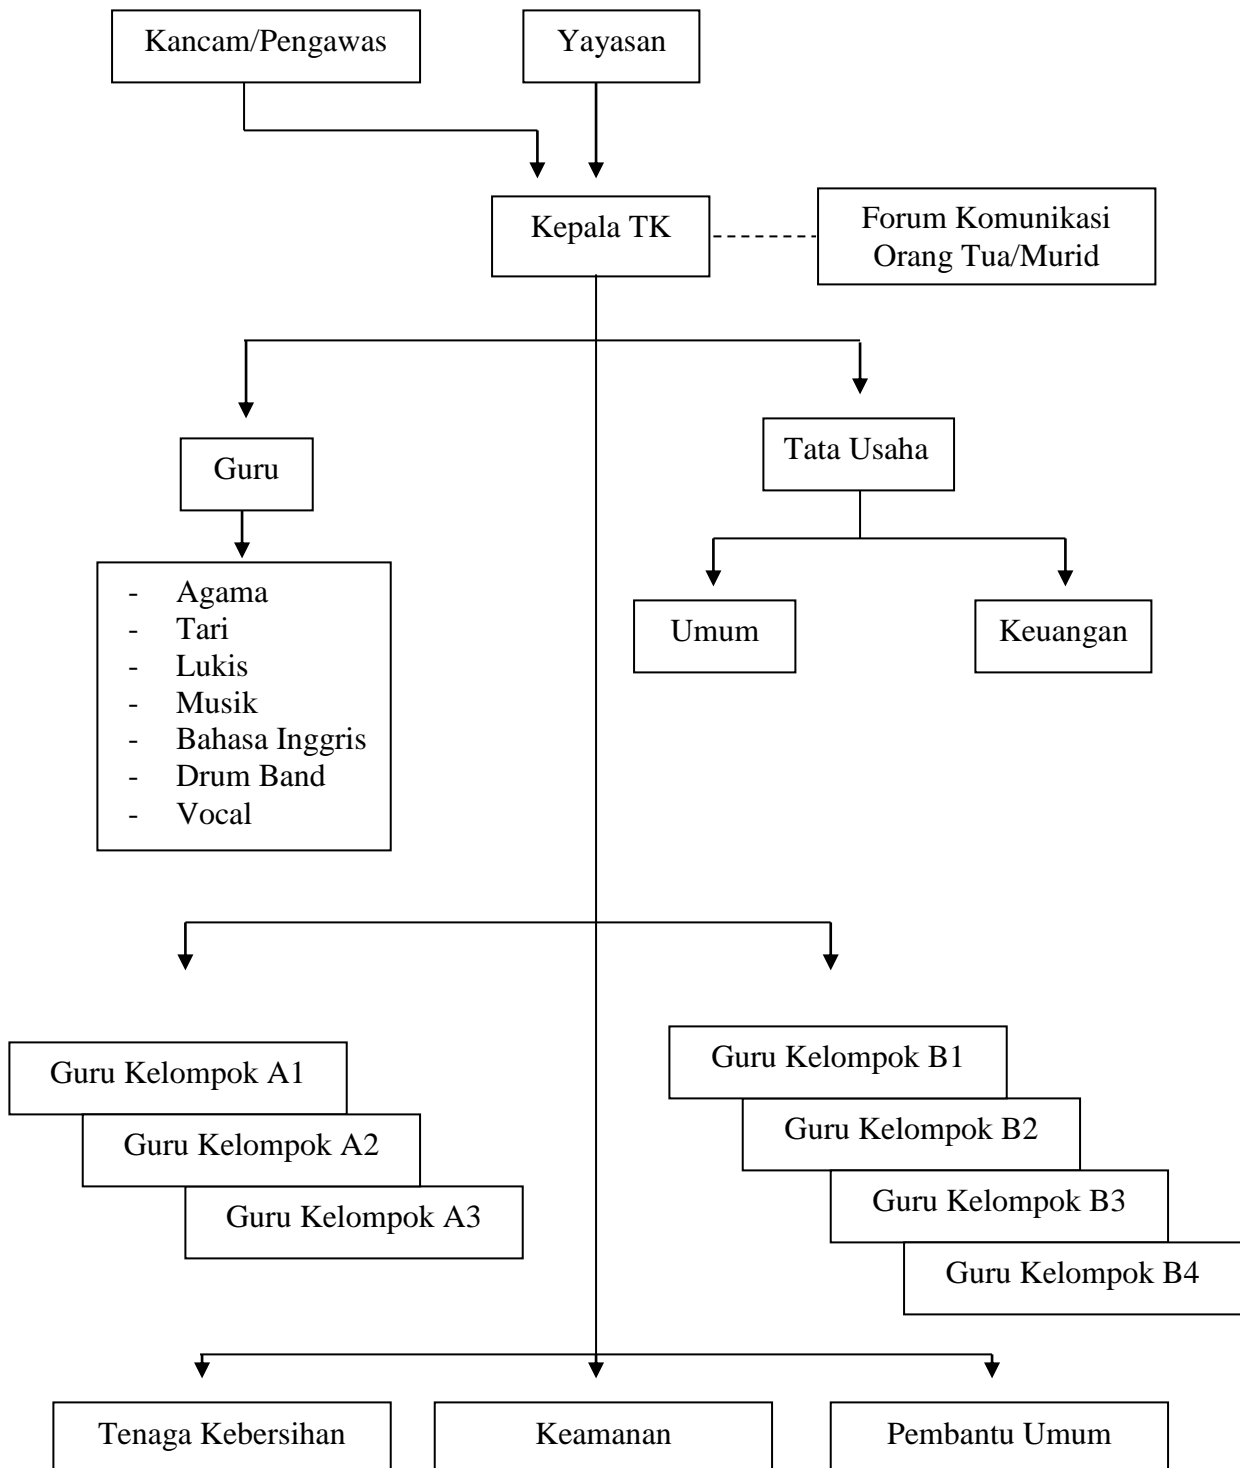 Kancam/Pengawas
Yayasan
Kepala TK
Forum Komunikasi
Orang Tua/Murid
Guru
Tata Usaha
- Agama
- Tari
- Lukis
- Musik
- Bahasa Inggris
- Drum Band
- Vocal
Umum
Keuangan
Guru Kelompok A1
Guru Kelompok A2
Guru Kelompok A3
Guru Kelompok B1
Guru Kelompok B2
Guru Kelompok B3
Guru Kelompok B4
Tenaga Kebersihan
Keamanan
Pembantu Umum